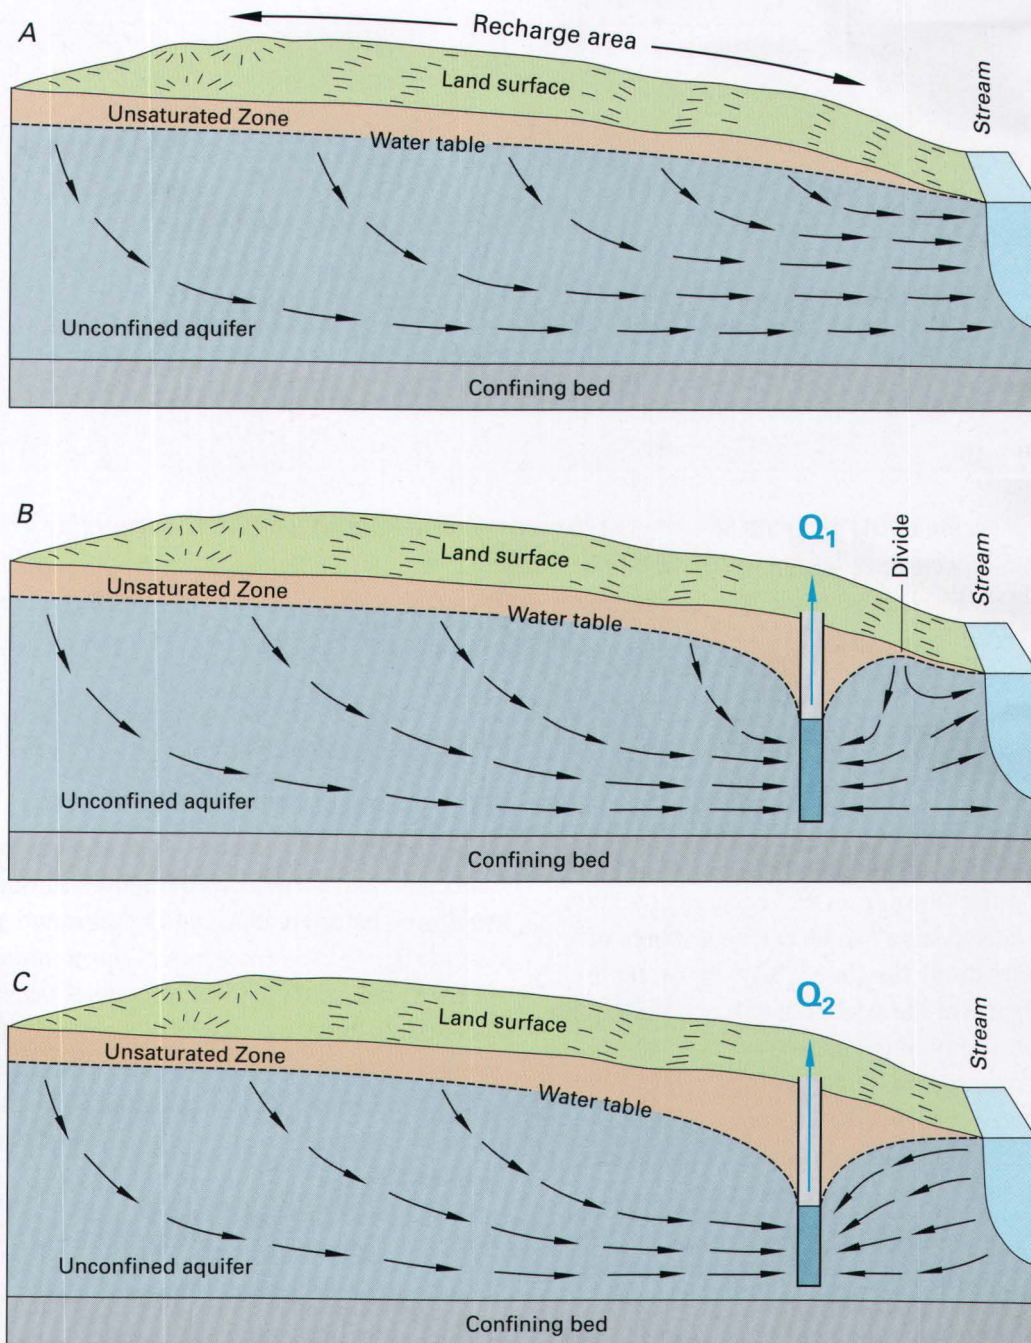 A
Recharge area
Land surface
Stream
Unsaturated Zone
Water table
Unconfined aquifer
Confining bed
B
Q₁
Divide
Stream
Land surface
Unsaturated Zone
Water table
Unconfined aquifer
Confining bed
C
Q₂
Stream
Land surface
Unsaturated Zone
Water table
Unconfined aquifer
Confining bed